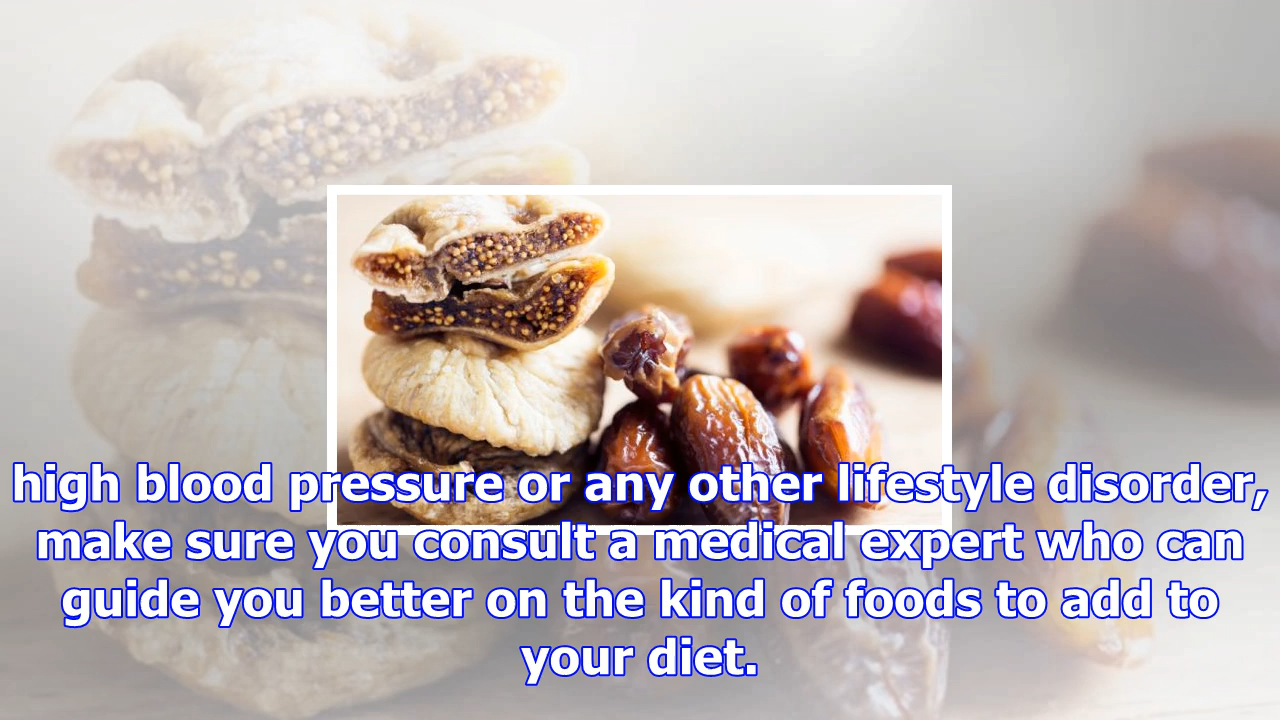 high blood pressure or any other lifestyle disorder,
make sure you consult a medical expert who can
guide you better on the kind of foods to add to
your diet.